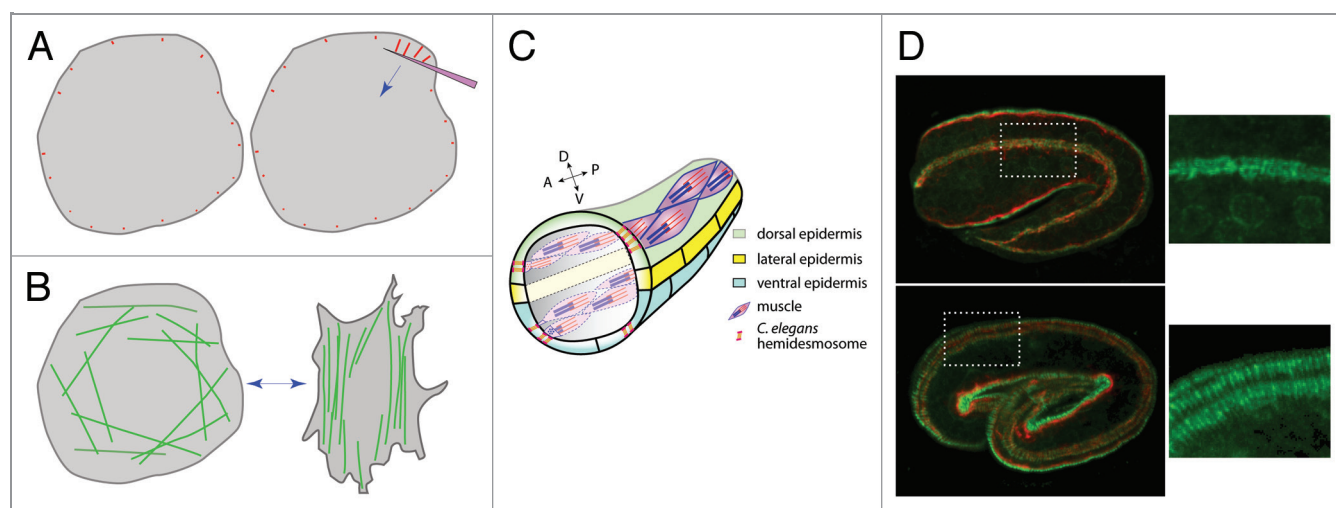 A
B
C
D
D
A
P
V
dorsal epidermis
lateral epidermis
ventral epidermis
muscle
C. elegans
hemidesmosome